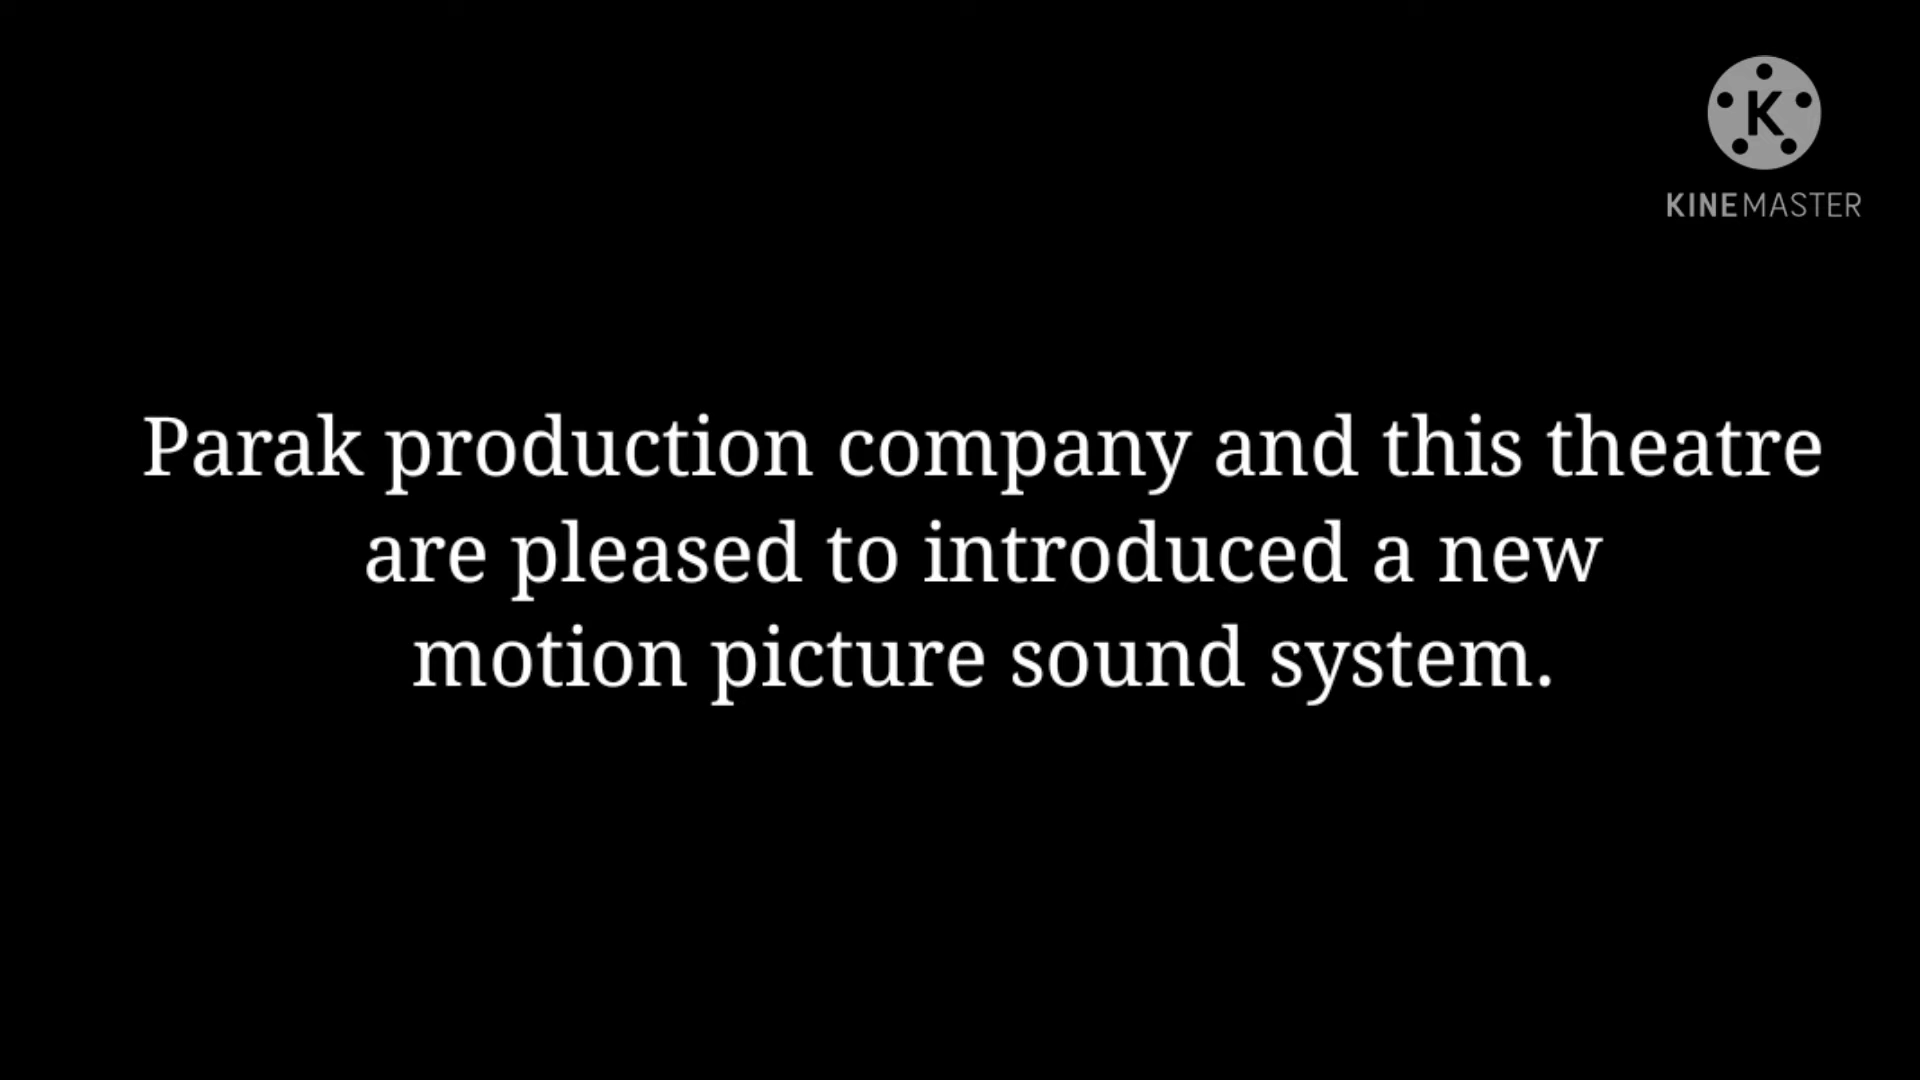 K
KINEMASTER
Parak production company and this theatre
are pleased to introduced a new
motion picture sound system.